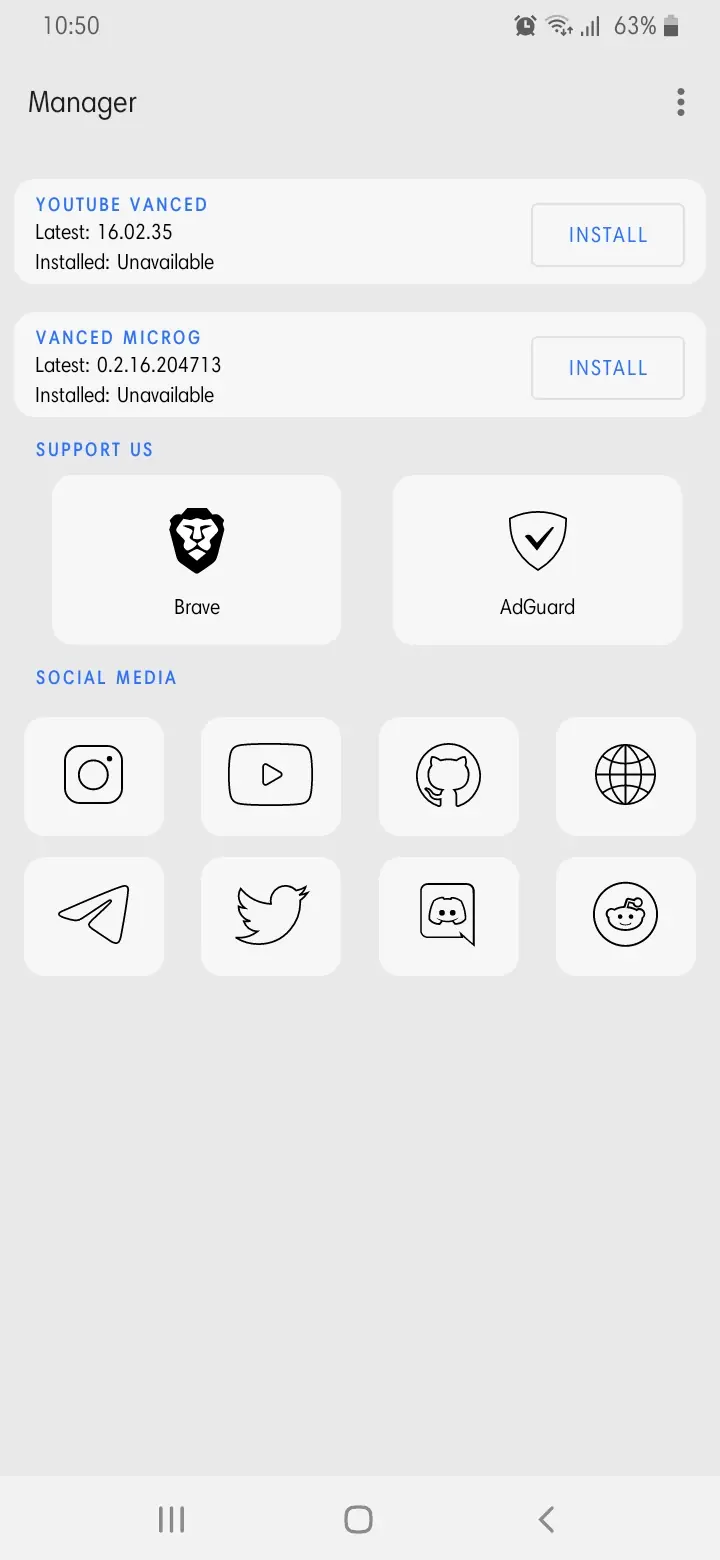 10:50
63%
Manager
YOUTUBE VANCED
Latest: 16.02.35
Installed: Unavailable
INSTALL
VANCED MICROG
Latest: 0.2.16.204713
Installed: Unavailable
INSTALL
SUPPORT US
Brave
AdGuard
SOCIAL MEDIA